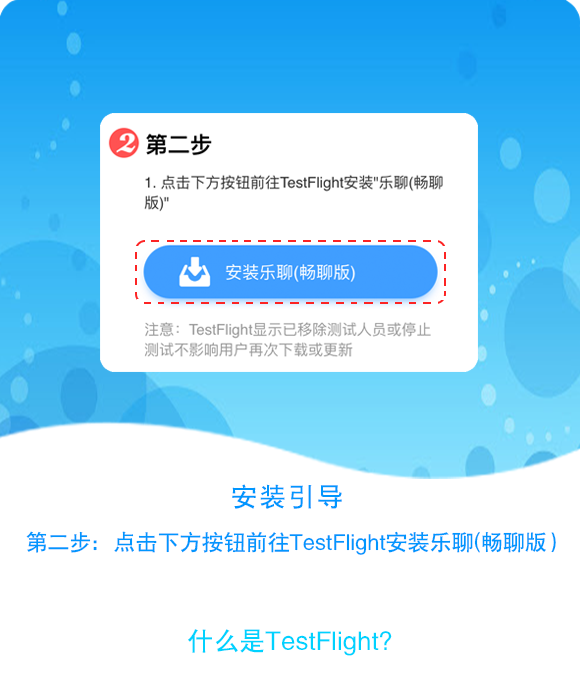 2 第二步
1. 点击下方按钮前往TestFlight安装"乐聊(畅聊
版)"
安装乐聊(畅聊版)
注意：TestFlight显示已移除测试人员或停止
测试不影响用户再次下载或更新
安装引导
第二步：点击下方按钮前往TestFlight安装乐聊(畅聊版)
什么是TestFlight?